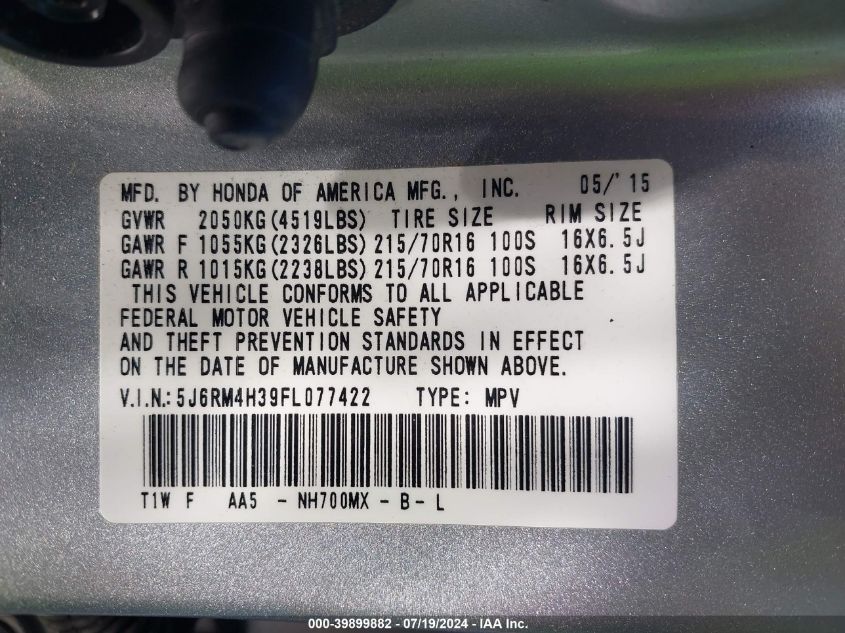 MFD. BY HONDA OF AMERICA MFG., INC. 05/'15
GVWR 2050KG(4519LBS) TIRE SIZE RIM SIZE
GAWR F 1055KG(2326LBS) 215/70R16 100S 16X6.5J
GAWR R 1015KG(2238LBS) 215/70R16 100S 16X6.5J
THIS VEHICLE CONFORMS TO ALL APPLICABLE
FEDERAL MOTOR VEHICLE SAFETY
AND THEFT PREVENTION STANDARDS IN EFFECT
ON THE DATE OF MANUFACTURE SHOWN ABOVE.
V.I.N.: 5J6RM4H39FL077422 TYPE: MPV
T1W F AA5 - NH700MX - B - L
000-39899882 / 07/19/2024 - IAA Inc.